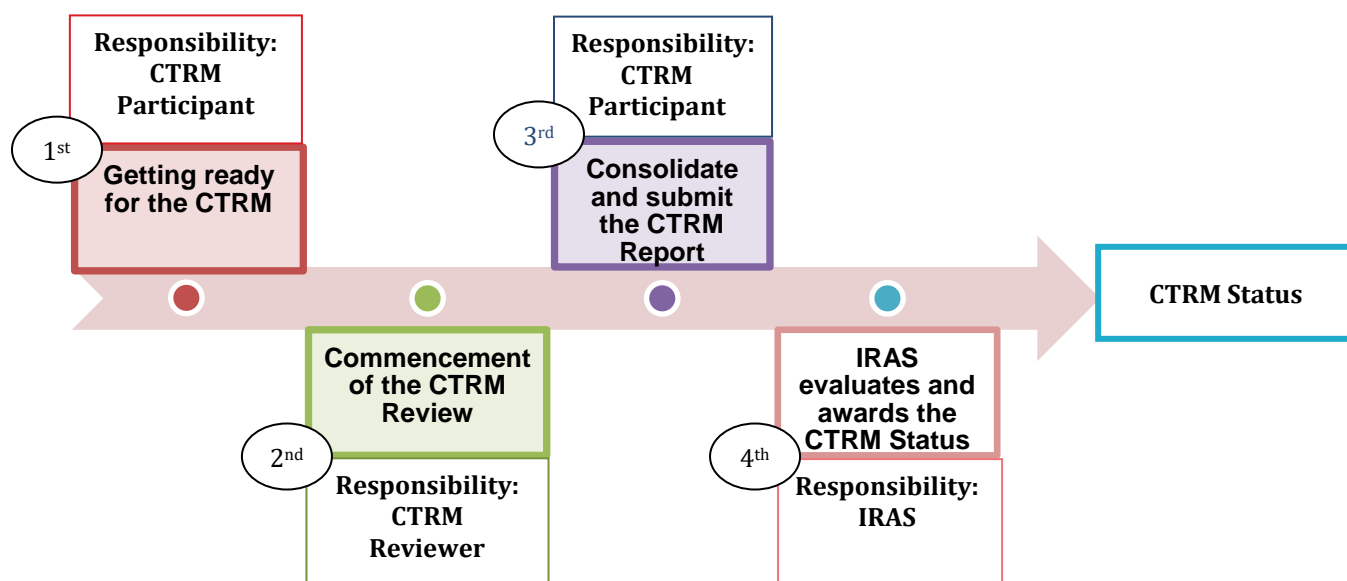 Responsibility:
CTRM
Participant
1st
Getting ready
for the CTRM
Commencement
of the CTRM
Review
2nd
Responsibility:
CTRM
Reviewer
Responsibility:
CTRM
Participant
3rd
Consolidate
and submit
the CTRM
Report
IRAS
evaluates and
awards the
CTRM Status
4th
Responsibility:
IRAS
CTRM Status